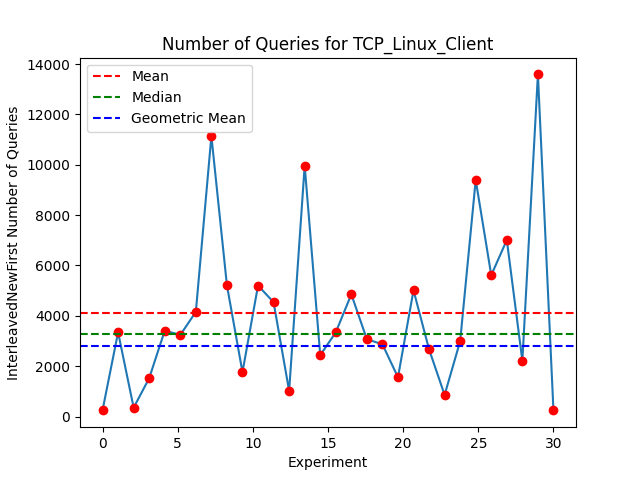 Number of Queries for TCP_Linux_Client
Mean
Median
Geometric Mean
InterleavedNewFirst Number of Queries
14000
12000
10000
8000
6000
4000
2000
0
0 5 10 15 20 25 30
Experiment